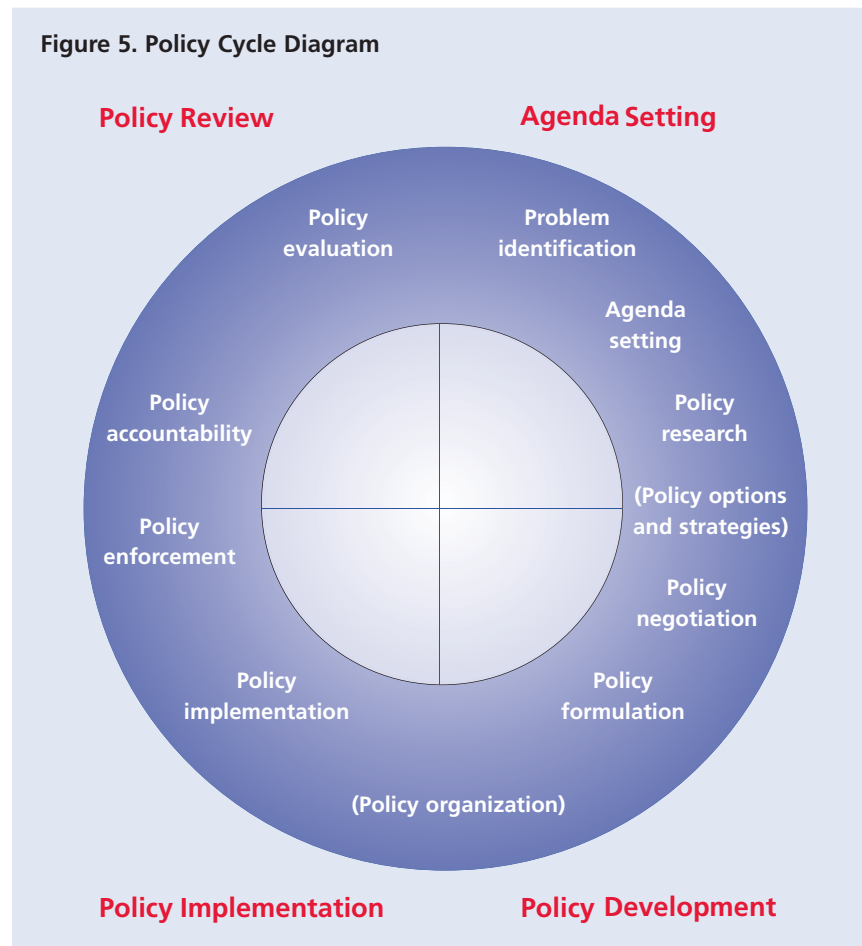 Figure 5. Policy Cycle Diagram
Policy Review
Agenda Setting
Policy
evaluation
Problem
identification
Agenda
setting
Policy
accountability
Policy
research
(Policy options
and strategies)
Policy
enforcement
Policy
negotiation
Policy
implementation
Policy
formulation
(Policy organization)
Policy Implementation
Policy Development